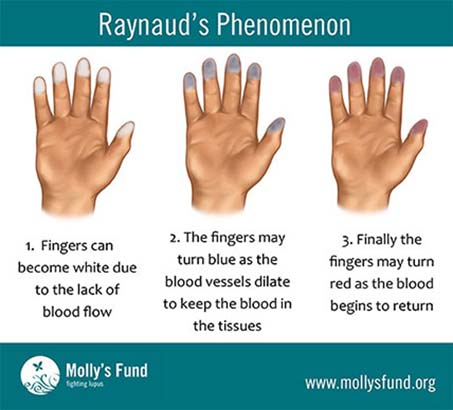 Raynaud's Phenomenon
1. Fingers can
become white due
to the lack of
blood flow
2. The fingers may
turn blue as the
blood vessels dilate
to keep the blood in
the tissues
3. Finally the
fingers may turn
red as the blood
begins to return
Molly's Fund
fighting lupus
www.mollysfund.org